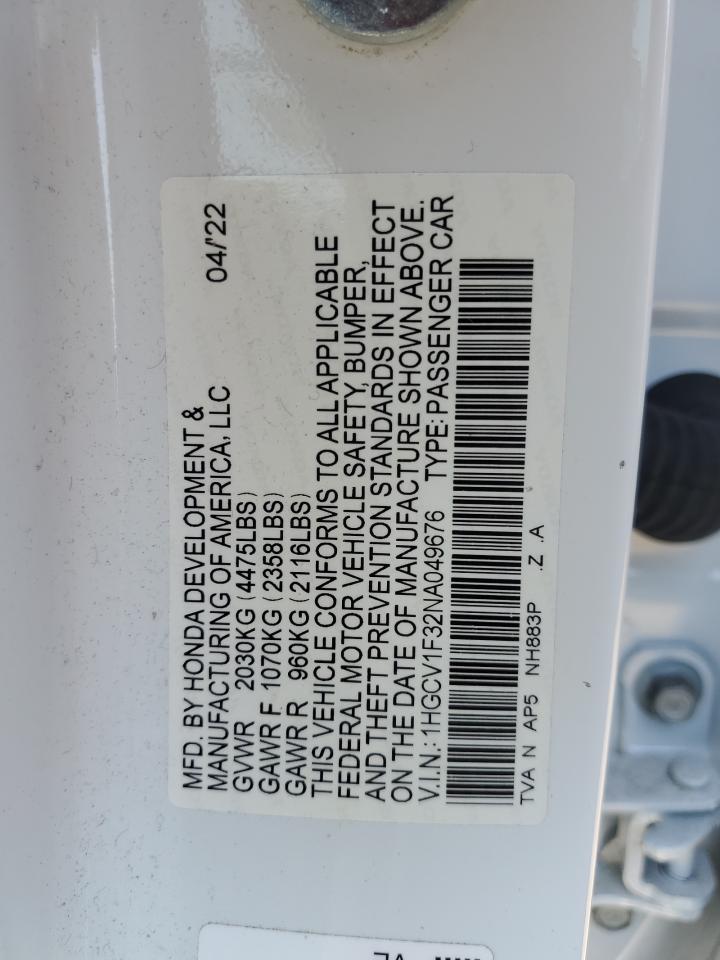 MFD. BY HONDA DEVELOPMENT & 
MANUFACTURING OF AMERICA, LLC 04/'22
GVWR 2030KG (4475LBS)
GAWR F 1070KG (2358LBS)
GAWR R 960KG (2116LBS)
THIS VEHICLE CONFORMS TO ALL APPLICABLE
FEDERAL MOTOR VEHICLE SAFETY, BUMPER,
AND THEFT PREVENTION STANDARDS IN EFFECT
ON THE DATE OF MANUFACTURE SHOWN ABOVE.
V.I.N.: 1HGCV1F32NA049676 TYPE: PASSENGER CAR
TVA N AP5 NH883P .Z .A